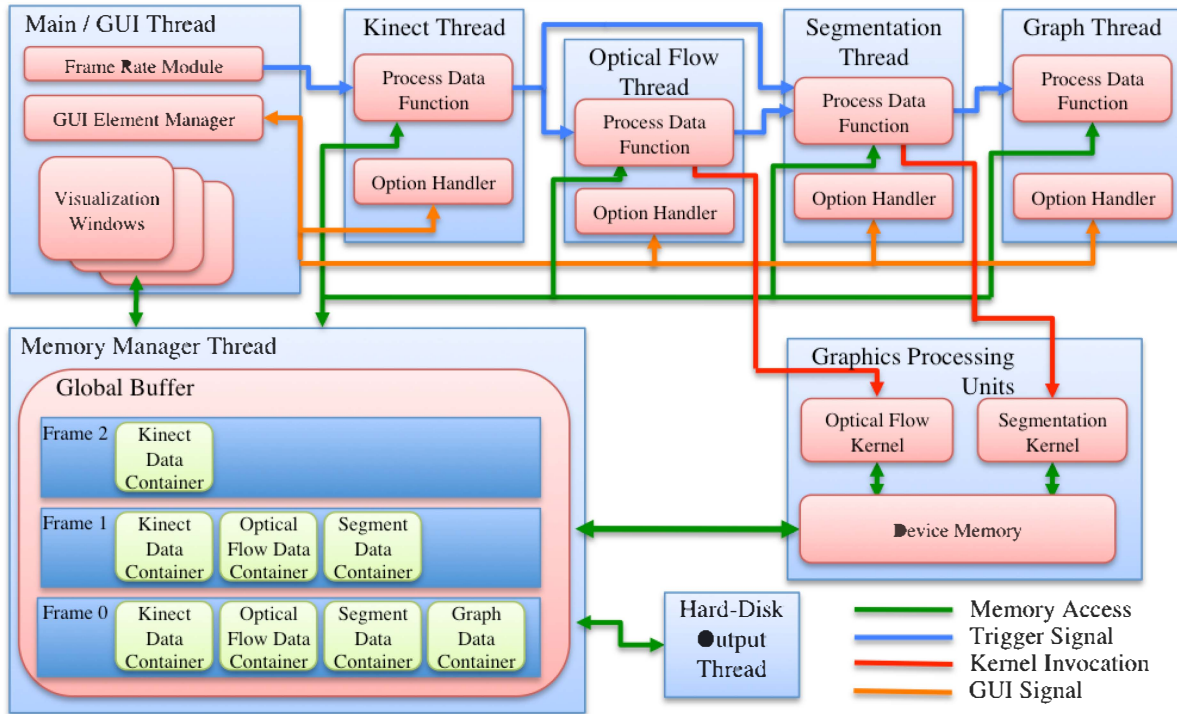 Main / GUI Thread
Frame Rate Module
GUI Element Manager
Visualization
Windows
Kinect Thread
Process Data
Function
Option Handler
Optical Flow
Thread
Process Data
Function
Option Handler
Segmentation
Thread
Process Data
Function
Option Handler
Graph Thread
Process Data
Function
Option Handler
Memory Manager Thread
Global Buffer
Frame 2
Kinect
Data
Container
Frame 1
Kinect
Data
Container
Optical
Flow Data
Container
Segment
Data
Container
Frame 0
Kinect
Data
Container
Optical
Flow Data
Container
Segment
Data
Container
Graph
Data
Container
Graphics Processing
Units
Optical Flow
Kernel
Segmentation
Kernel
Device Memory
Hard-Disk
Output
Thread
Memory Access
Trigger Signal
Kernel Invocation
GUI Signal